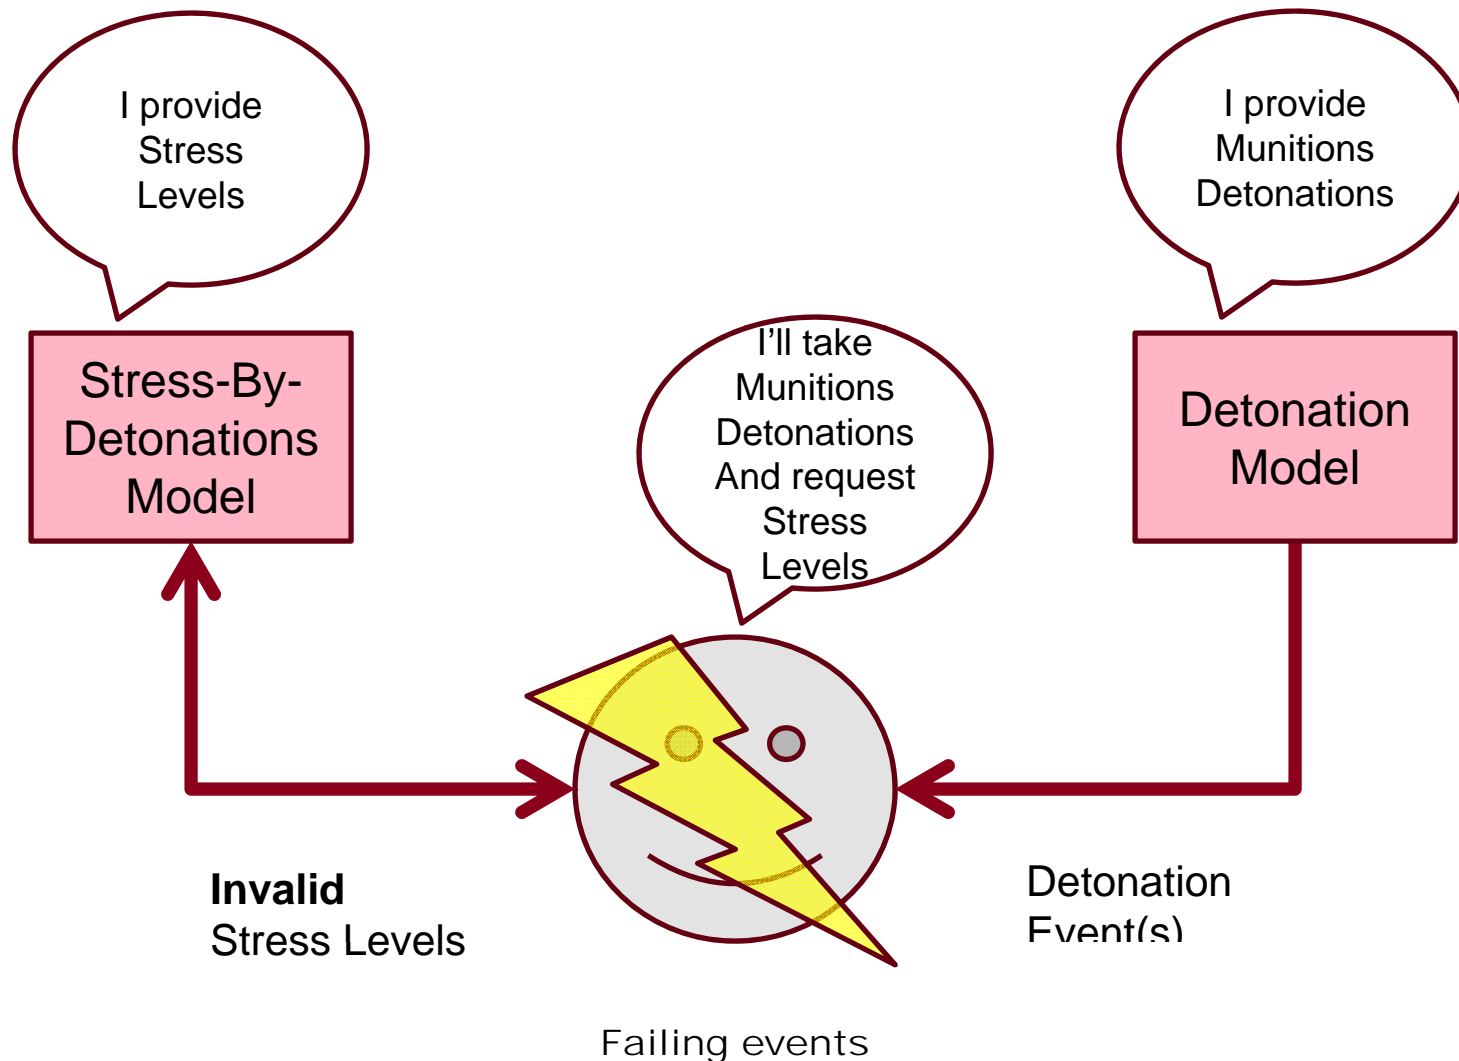 I provide
Stress
Levels
I provide
Munitions
Detonations
I'll take
Munitions
Detonations
And request
Stress
Levels
Stress-By-
Detonations
Model
Detonation
Model
Invalid
Stress Levels
Detonation
Event(s)
Failing events